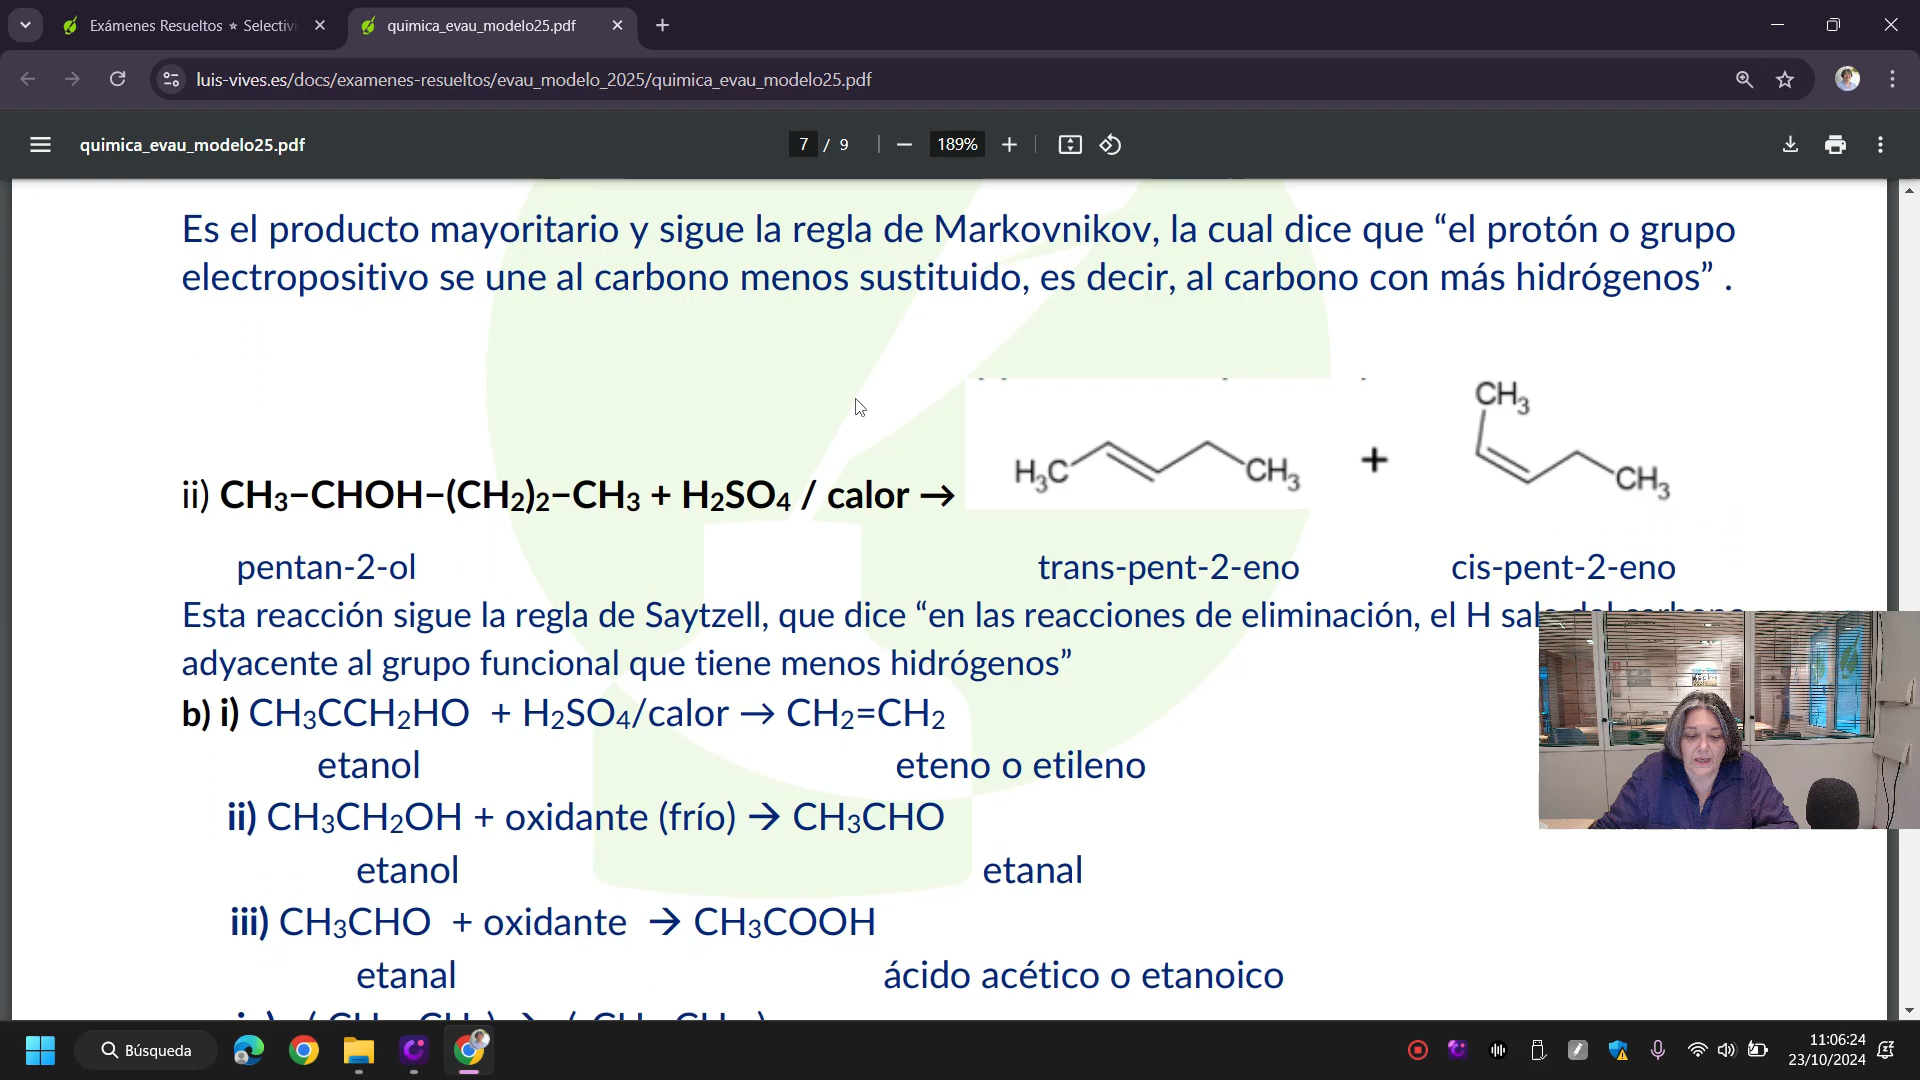 Exámenes Resueltos ★ Selectivi
quimica_evau_modelo25.pdf
luis-vives.es/docs/examenes-resueltos/evau_modelo_2025/quimica_evau_modelo25.pdf
quimica_evau_modelo25.pdf
7 / 9
189%
Es el producto mayoritario y sigue la regla de Markovnikov, la cual dice que “el protón o grupo
electropositivo se une al carbono menos sustituido, es decir, al carbono con más hidrógenos” .
CH₃
H₃C CH₃ + CH₃
ii) CH₃−CHOH−(CH₂)₂−CH₃ + H₂SO₄ / calor →
pentan-2-ol trans-pent-2-eno cis-pent-2-eno
Esta reacción sigue la regla de Saytzell, que dice “en las reacciones de eliminación, el H sale del carbono
adyacente al grupo funcional que tiene menos hidrógenos”
b) i) CH₃CCH₂HO + H₂SO₄/calor → CH₂=CH₂
etanol eteno o etileno
ii) CH₃CH₂OH + oxidante (frío) → CH₃CHO
etanol etanal
iii) CH₃CHO + oxidante → CH₃COOH
etanal ácido acético o etanoico
Búsqueda
11:06:24
23/10/2024